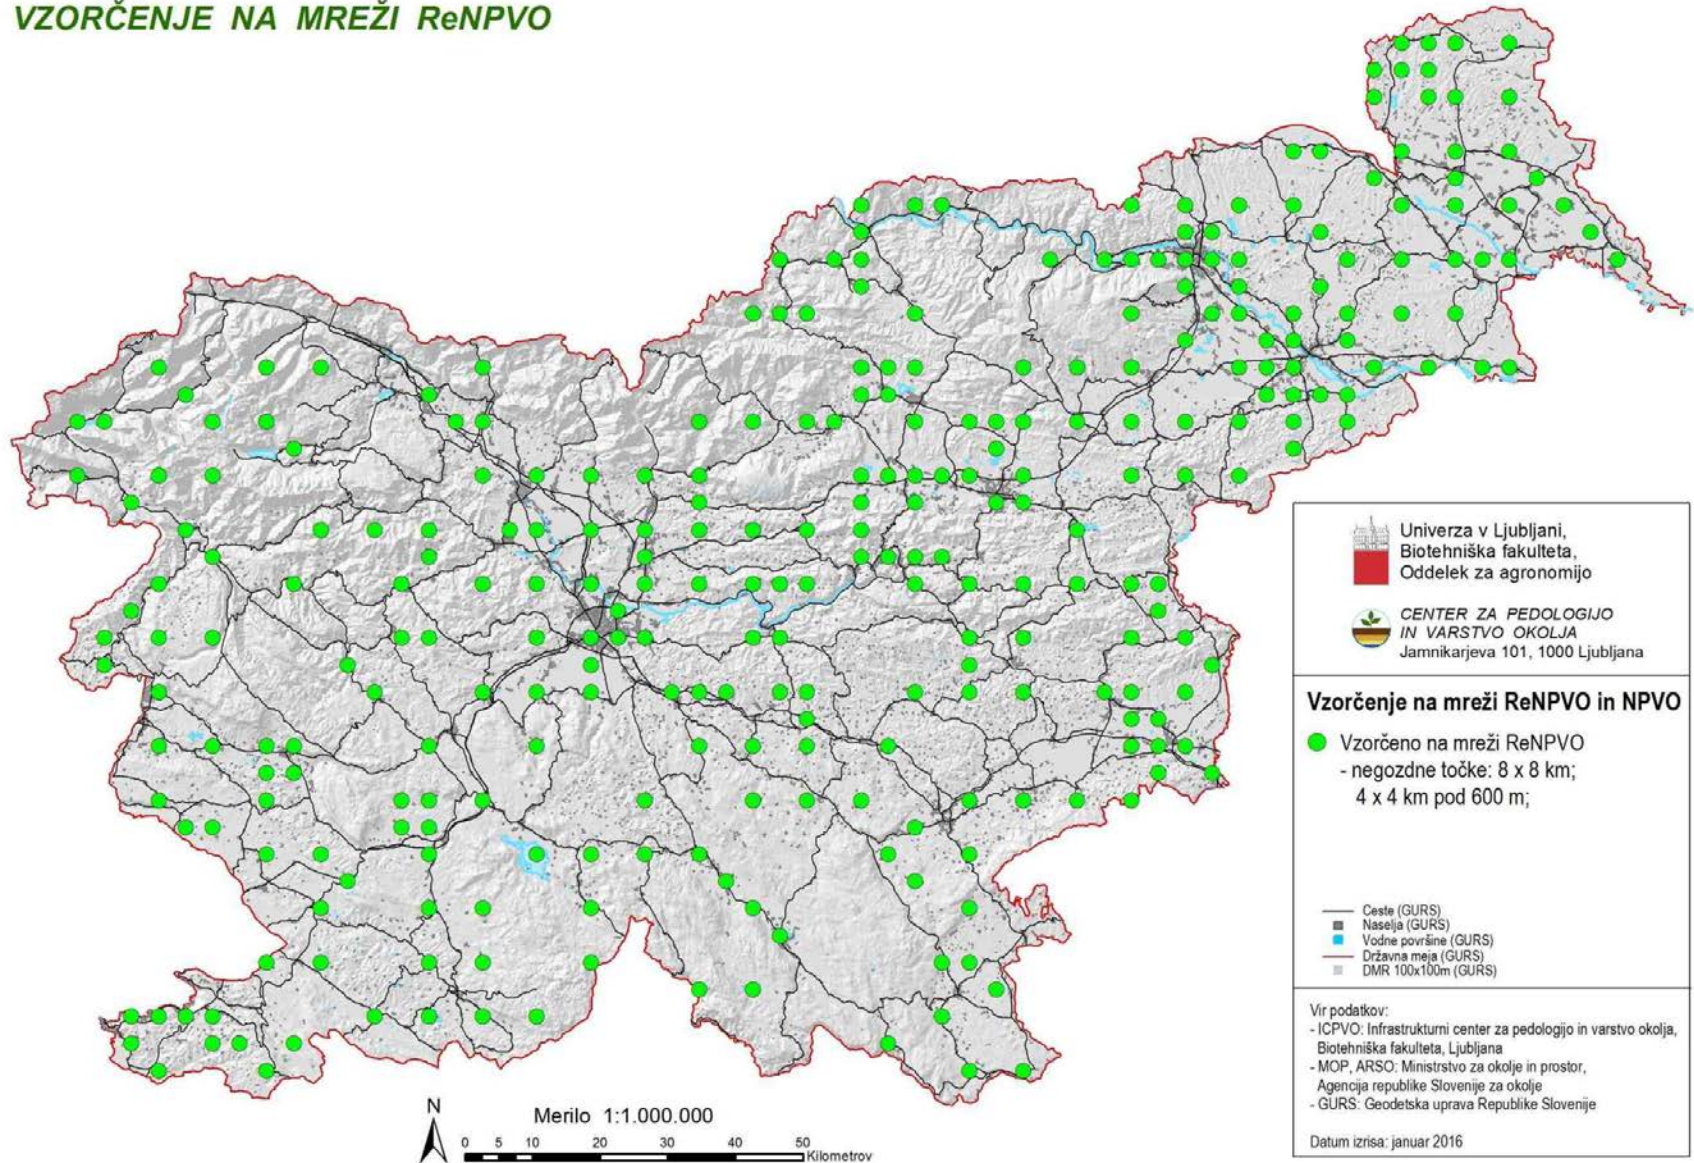 VZORČENJE NA MREŽI ReNPVO
Univerza v Ljubljani,
Biotehniška fakulteta,
Oddelek za agronomijo
CENTER ZA PEDOLOGIJO
IN VARSTVO OKOLJA
Jamnikarjeva 101, 1000 Ljubljana
Vzorčenje na mreži ReNPVO in NPVO
Vzorčeno na mreži ReNPVO
- negozdne točke: 8 x 8 km;
4 x 4 km pod 600 m;
Ceste (GURS)
Naselja (GURS)
Vodne površine (GURS)
Državna meja (GURS)
DMR 100x100m (GURS)
Vir podatkov:
- ICPVO: Infrastrukturni center za pedologijo in varstvo okolja,
Biotehniška fakulteta, Ljubljana
- MOP, ARSO: Ministrstvo za okolje in prostor,
Agencija republike Slovenije za okolje
- GURS: Geodetska uprava Republike Slovenije
Datum izrisa: januar 2016
N
Merilo 1:1.000.000
0 5 10 20 30 40 50
Kilometrov